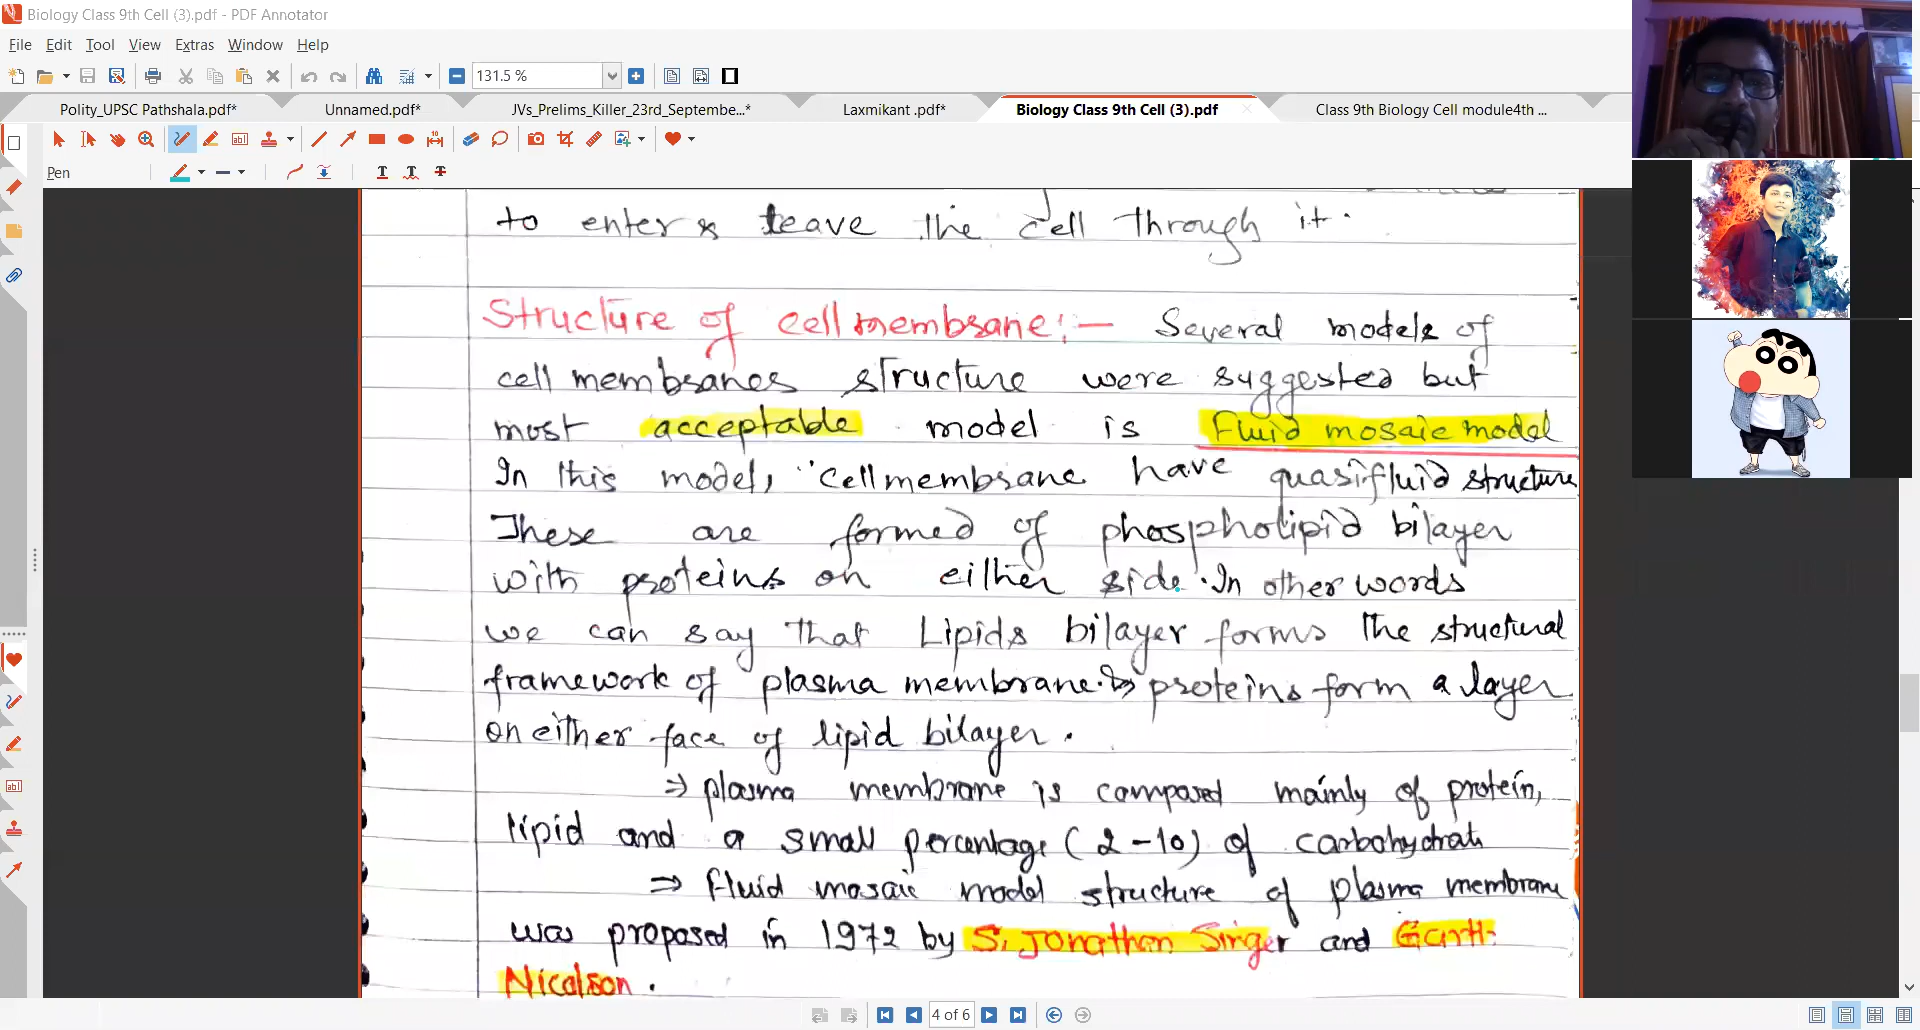 Biology Class 9th Cell (3).pdf - PDF Annotator
File Edit Tool View Extras Window Help
131.5 %
Polity_UPSC Pathshala.pdf* Unnamed.pdf* JVs_Prelims_Killer_23rd_Septembe...* Laxmikant .pdf* Biology Class 9th Cell (3).pdf Class 9th Biology Cell module4th ...
Pen
to enter & leave the cell through it.
Structure of cell membrane:- Several models of
cell membranes structure were suggested but
most acceptable model is Fluid mosaic model
In this model, "cell membrane have quasifluid structure
These are formed of phospholipid bilayer
with proteins on either side. In other words
we can say that Lipids bilayer forms the structural
framework of plasma membrane. & proteins form a layer
on either face of lipid bilayer.
⇒ plasma membrane is composed mainly of protein,
lipid and a small percentage (2-10) of carbohydrate
⇒ fluid mosaic model structure of plasma membrane
was proposed in 1972 by S. Jonathon Singer and Garth
Nicolson.
4 of 6